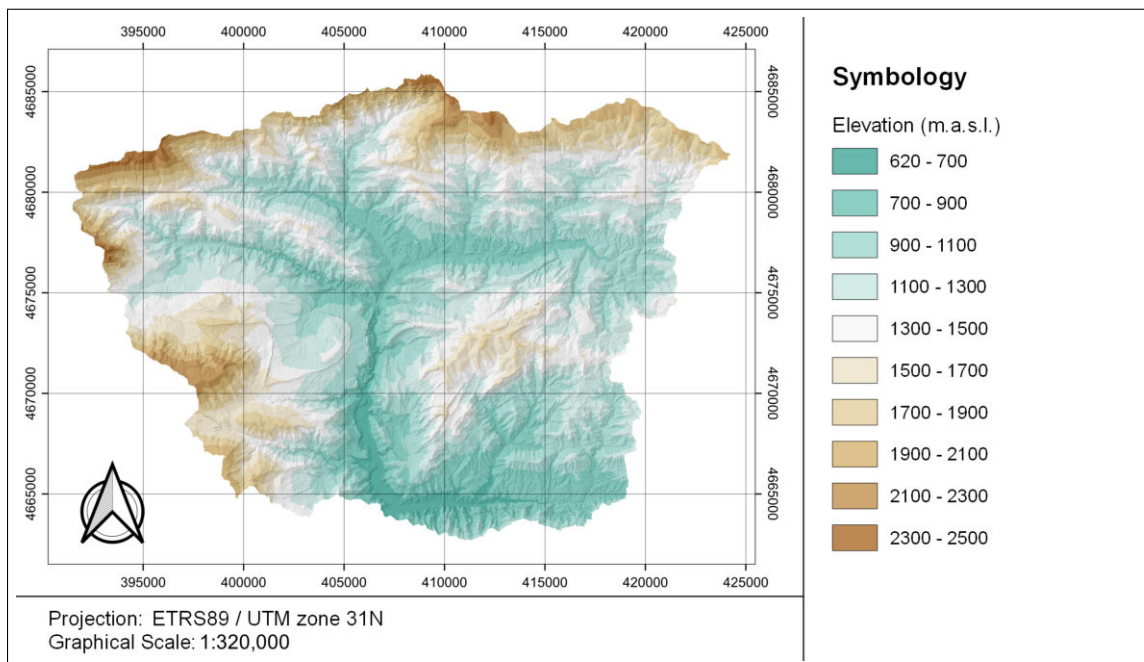 395000 400000 405000 410000 415000 420000 425000
4685000 4685000
4680000 4680000
4675000 4675000
4670000 4670000
4665000 4665000
395000 400000 405000 410000 415000 420000 425000
Projection: ETRS89 / UTM zone 31N
Graphical Scale: 1:320,000
Symbology
Elevation (m.a.s.l.)
620 - 700
700 - 900
900 - 1100
1100 - 1300
1300 - 1500
1500 - 1700
1700 - 1900
1900 - 2100
2100 - 2300
2300 - 2500